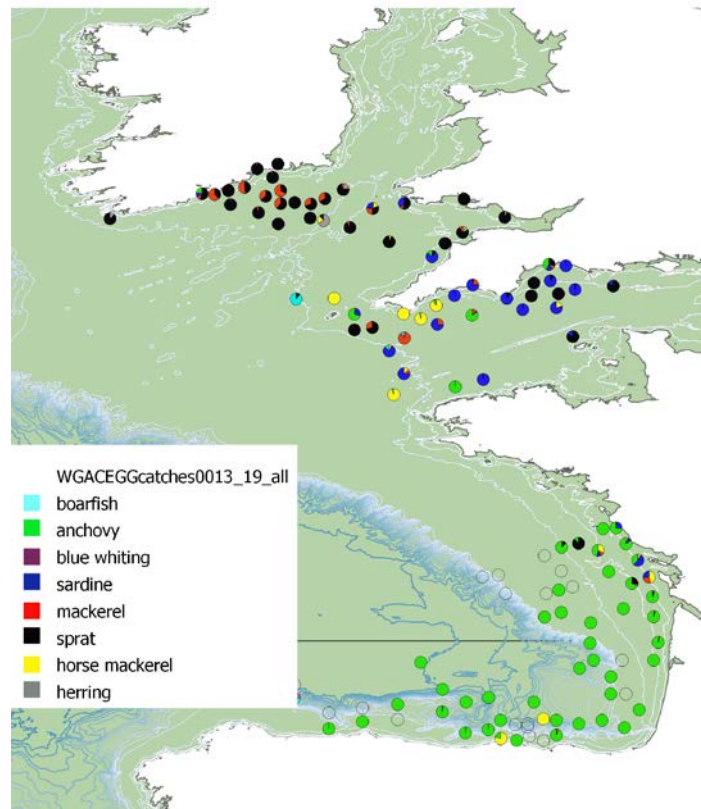 WGACEGGcatches0013_19_all
boarfish
anchovy
blue whiting
sardine
mackerel
sprat
horse mackerel
herring